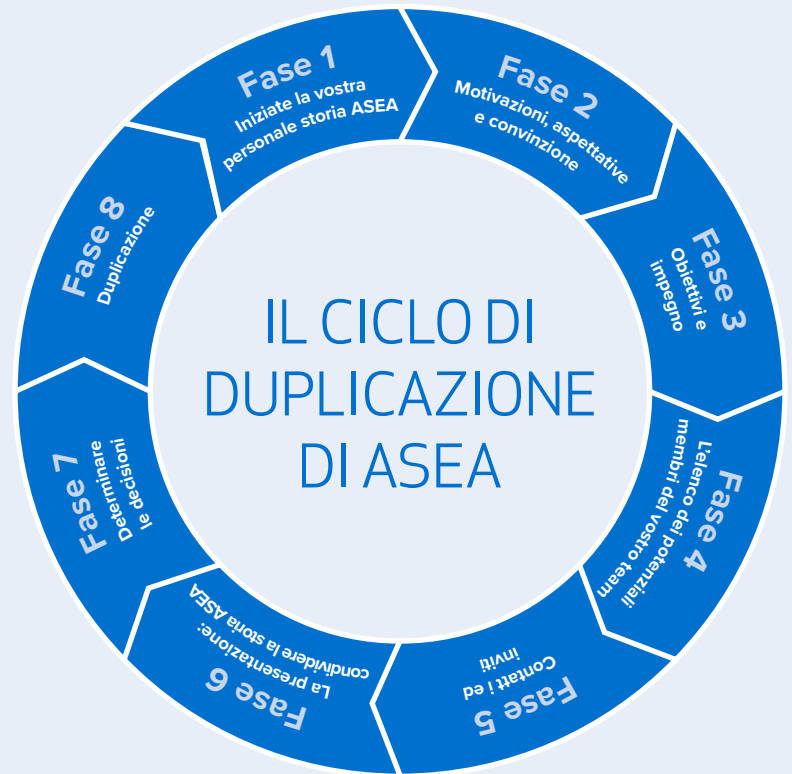 Fase 1
Iniziate la vostra
personale storia ASEA
Fase 2
Motivazioni, aspettative
e convinzione
Fase 3
Obiettivi e
impegno
Fase 4
L'elenco dei potenziali
membri del vostro team
Fase 5
Contatt i ed
inviti
Fase 6
La presentazione:
condividere la storia ASEA
Fase 7
Determinare
le decisioni
Fase 8
Duplicazione
IL CICLO DI
DUPLICAZIONE
DI ASEA